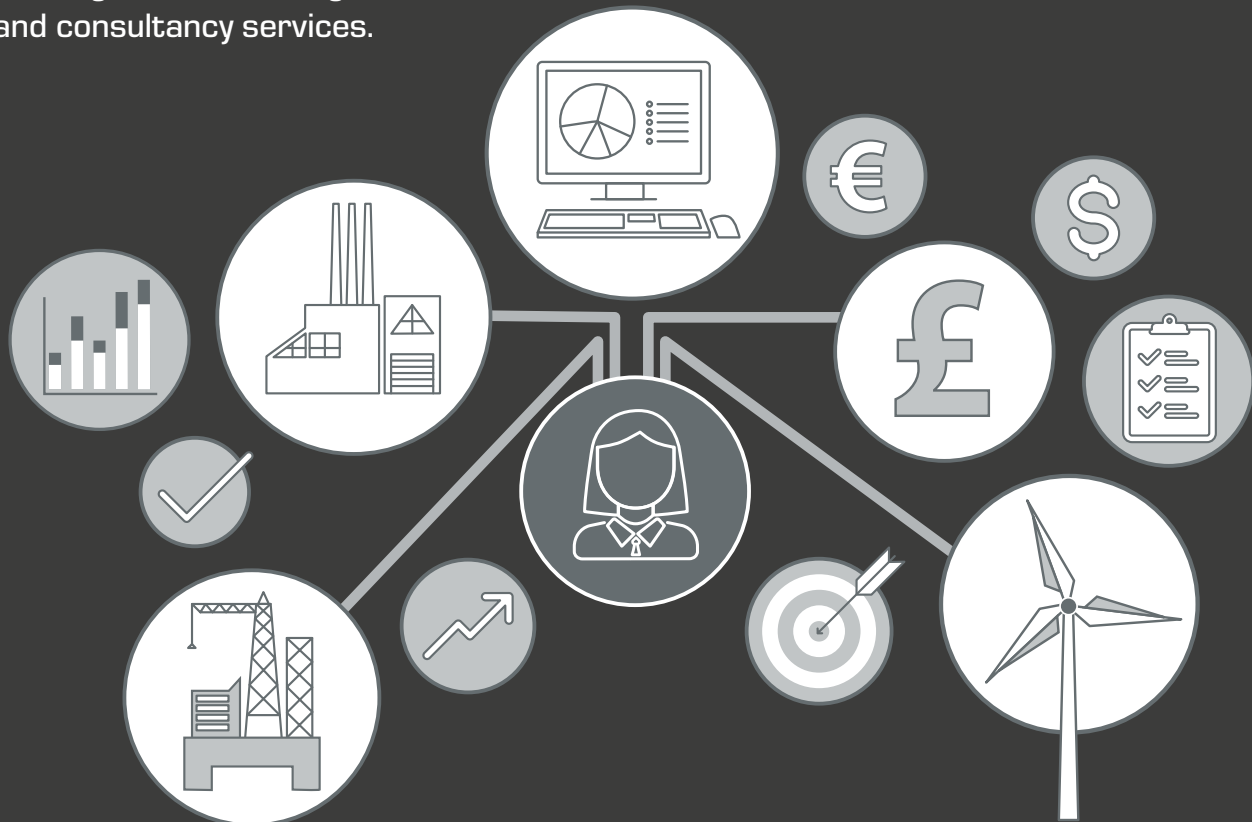 and consultancy services.
€
$
£